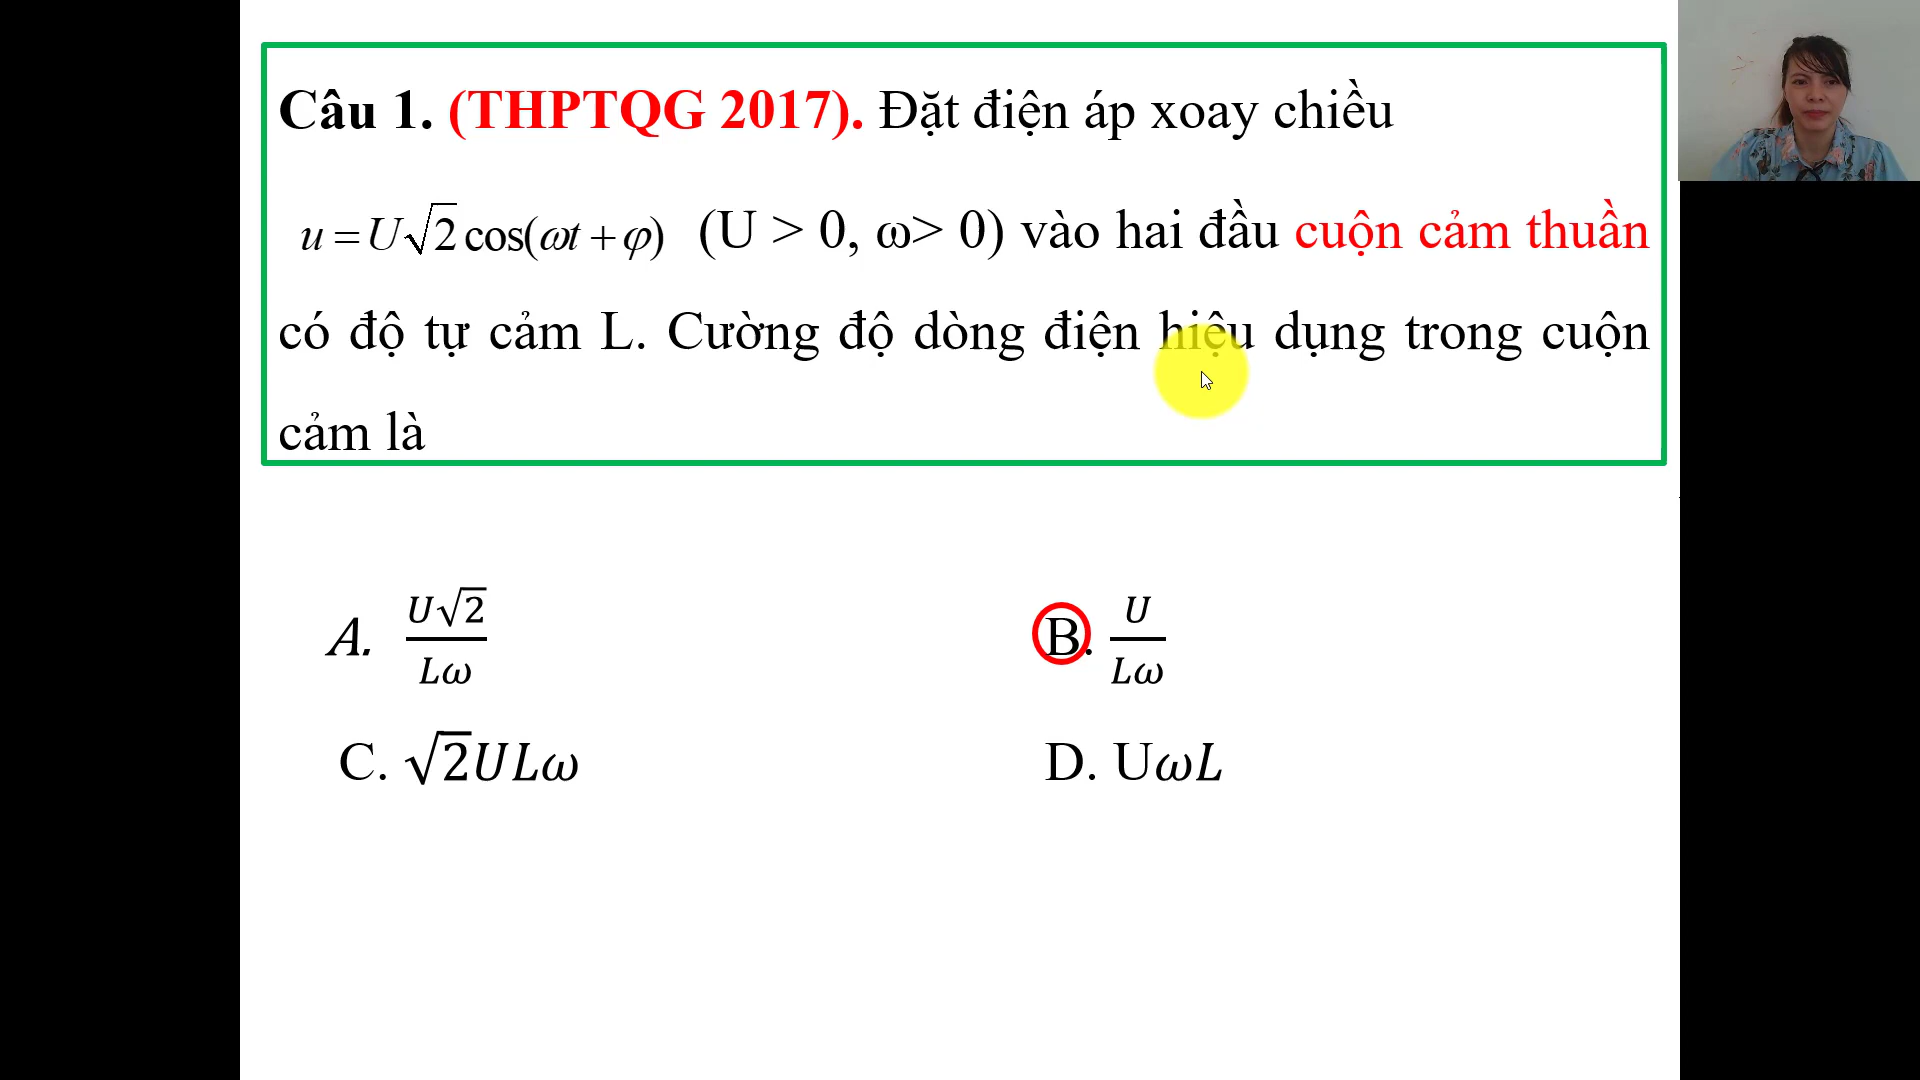 Câu 1. (THPTQG 2017). Đặt điện áp xoay chiều
u = U√2 cos(ωt + φ) (U > 0, ω> 0) vào hai đầu cuộn cảm thuần
có độ tự cảm L. Cường độ dòng điện hiệu dụng trong cuộn
cảm là
A. U√2/Lω
B. U/Lω
C. √2ULω
D. UωL